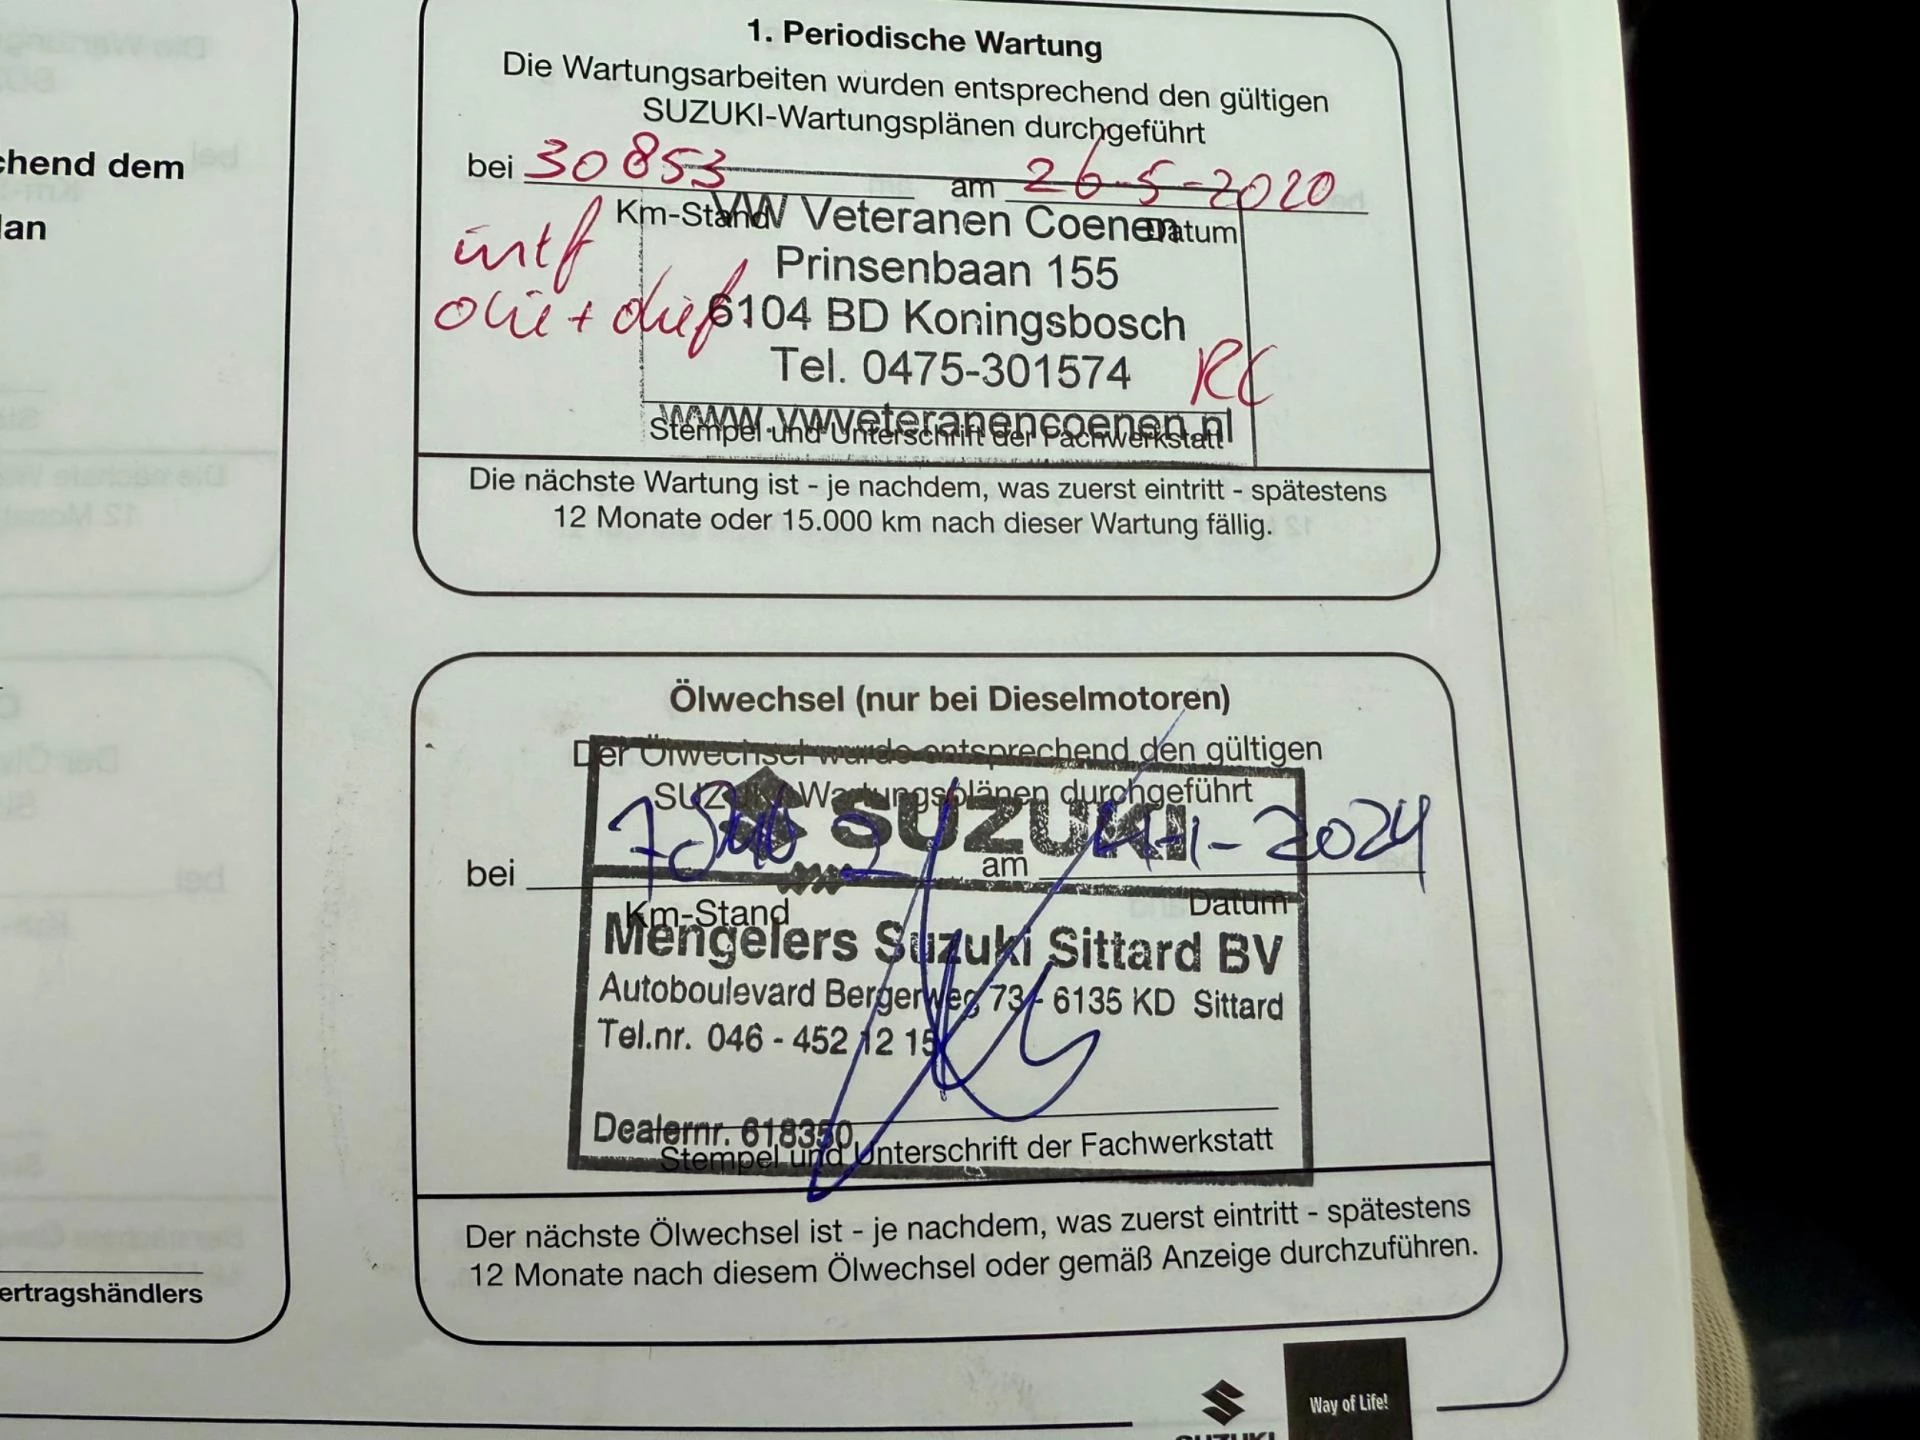 chend dem
lan
ertragshändlers
1. Periodische Wartung
Die Wartungsarbeiten wurden entsprechend den gültigen
SUZUKI-Wartungsplänen durchgeführt
bei 30853 am 26-5-2020
Km-Stand Datum
VW Veteranen Coenen
Prinsenbaan 155
6104 BD Koningsbosch
Tel. 0475-301574
www.vwveteranencoenen.nl
olie +
RC
Stempel und Unterschrift der Fachwerkstatt
Die nächste Wartung ist - je nachdem, was zuerst eintritt - spätestens
12 Monate oder 15.000 km nach dieser Wartung fällig.
Ölwechsel (nur bei Dieselmotoren)
Der Ölwechsel wurde entsprechend den gültigen
SUZUKI-Wartungsplänen durchgeführt
SUZUKI
bei am -1-2024
Km-Stand Datum
Mengelers Suzuki Sittard BV
Autoboulevard Bergerweg 73 - 6135 KD Sittard
Tel.nr. 046 - 452 12 15
Dealernr. 618350
Stempel und Unterschrift der Fachwerkstatt
Der nächste Ölwechsel ist - je nachdem, was zuerst eintritt - spätestens
12 Monate nach diesem Ölwechsel oder gemäß Anzeige durchzuführen.
SUZUKI
Way of Life!